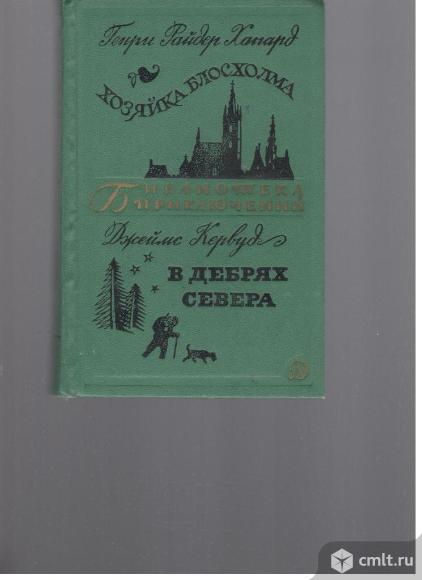 Генри Райдер Хаггард
ХОЗЯЙКА БЛОСХОЛМА
БИБЛИОТЕКА
ПРИКЛЮЧЕНИЙ
Джеймс Кервуд
В ДЕБРЯХ
СЕВЕРА
cmlt.ru